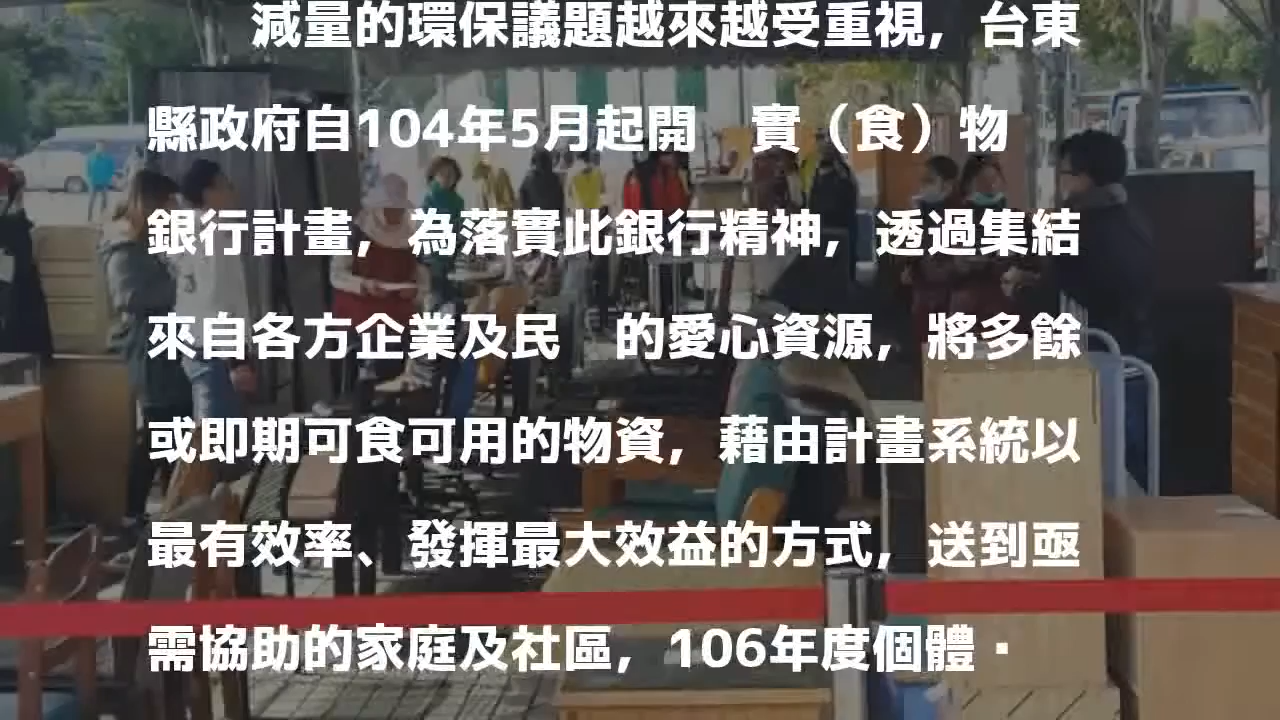 減量的環保議題越來越受重視，台東
縣政府自104年5月起開　實（食）物
銀行計畫，為落實此銀行精神，透過集結
來自各方企業及民　的愛心資源，將多餘
或即期可食可用的物資，藉由計畫系統以
最有效率、發揮最大效益的方式，送到亟
需協助的家庭及社區，106年度個體·